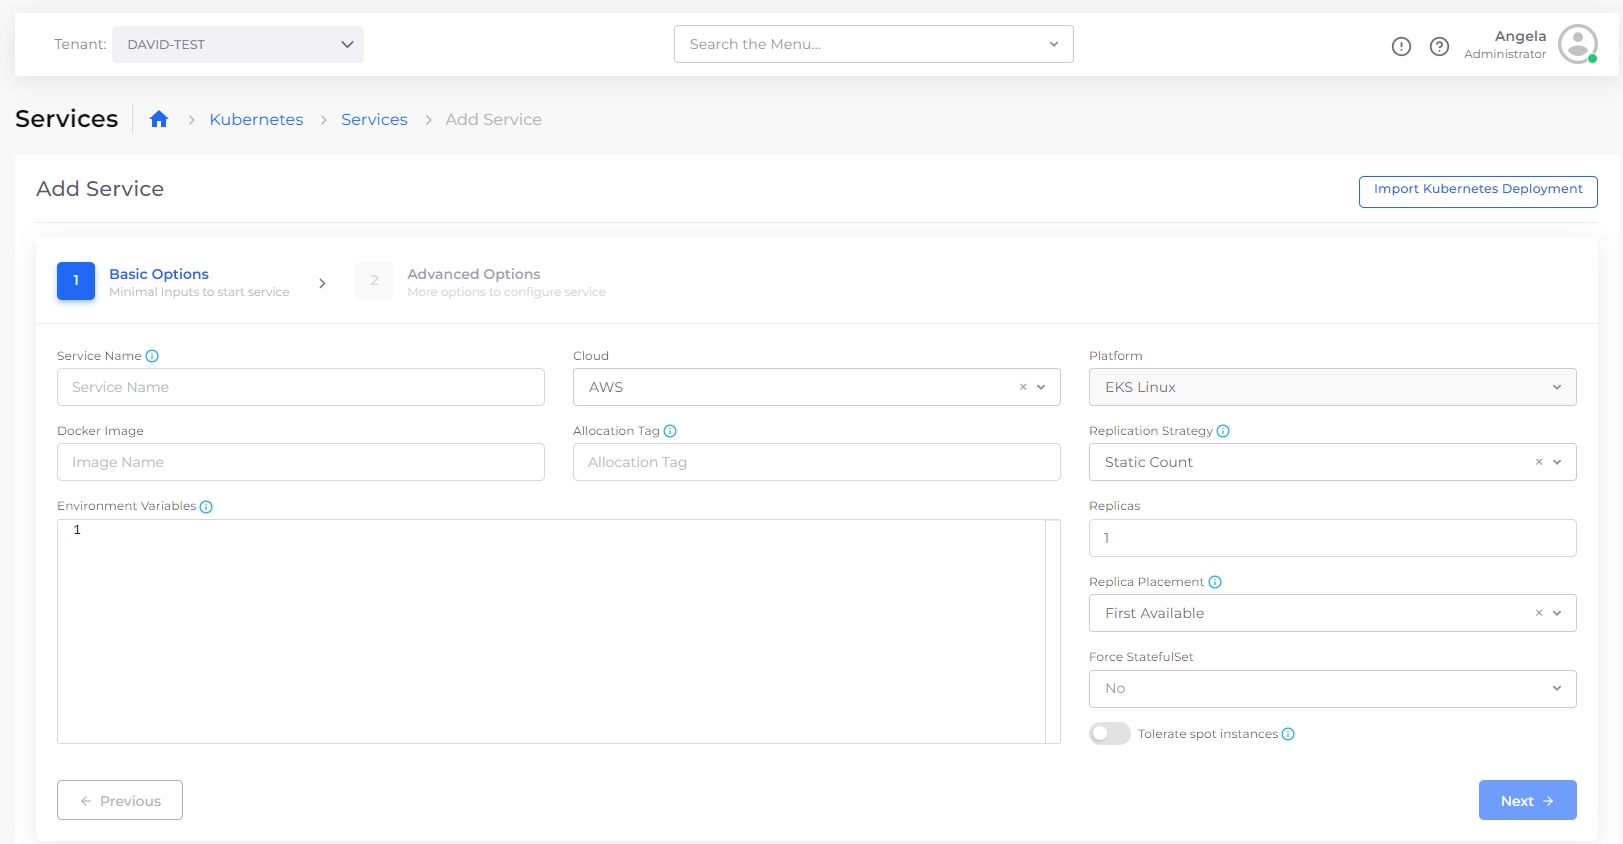 Tenant: DAVID-TEST
Search the Menu...
Angela
Administrator
Services
Kubernetes > Services > Add Service
Add Service
Import Kubernetes Deployment
1 Basic Options
Minimal Inputs to start service
2 Advanced Options
More options to configure service
Service Name
Service Name
Cloud
AWS
Platform
EKS Linux
Docker Image
Image Name
Allocation Tag
Allocation Tag
Replication Strategy
Static Count
Environment Variables
1
Replicas
1
Replica Placement
First Available
Force StatefulSet
No
Tolerate spot instances
← Previous
Next →